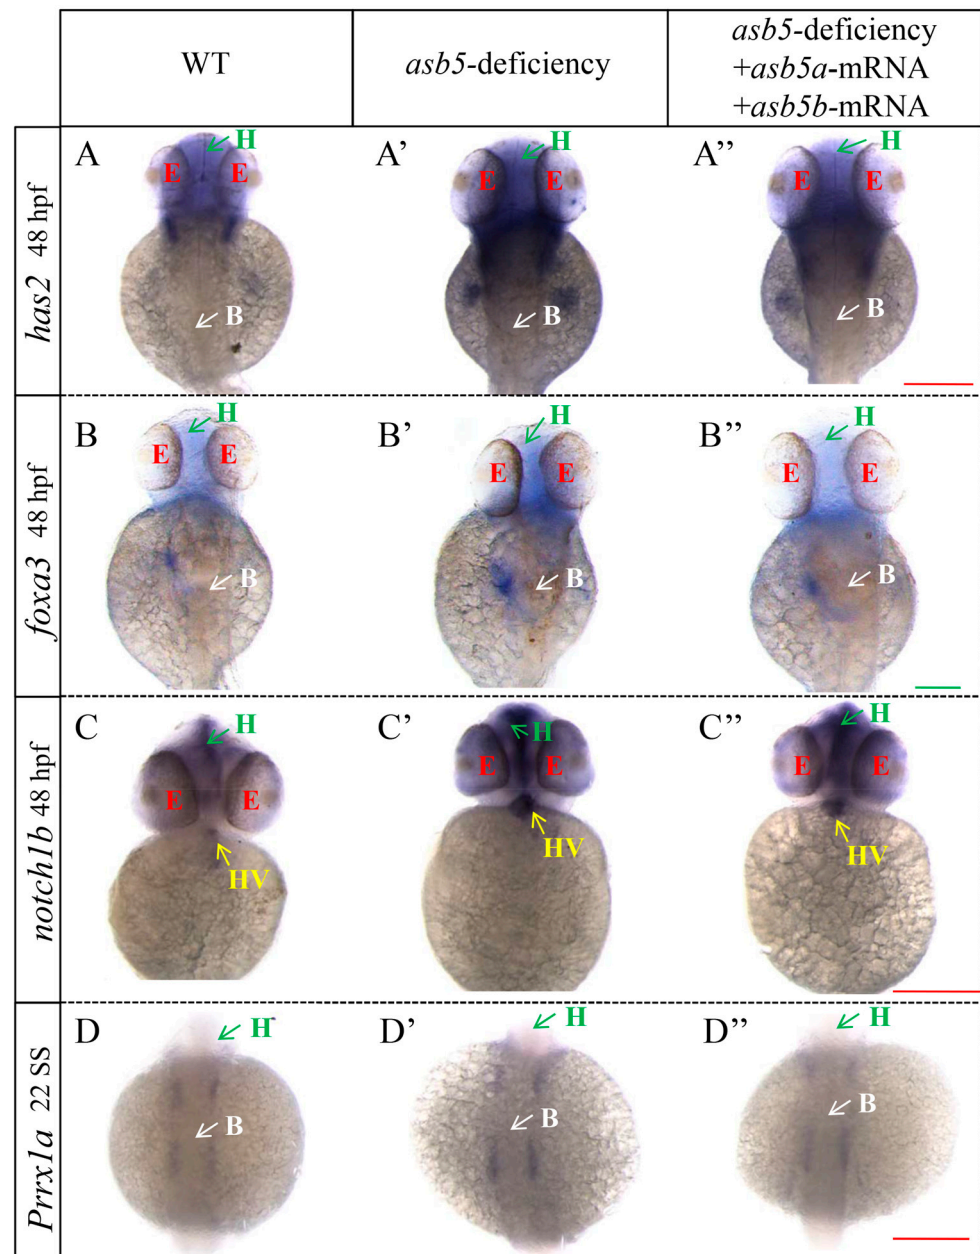 WT
asb5-deficiency
asb5-deficiency
+asb5a-mRNA
+asb5b-mRNA
has2 48 hpf
A
H
E
E
B
A'
H
E
E
B
A''
H
E
E
B
foxa3 48 hpf
B
H
E
E
B
B'
H
E
E
B
B''
H
E
E
B
notch1b 48 hpf
C
H
E
E
HV
C'
H
E
E
HV
C''
H
E
E
HV
Prrx1a 22 SS
D
H
B
D'
H
B
D''
H
B